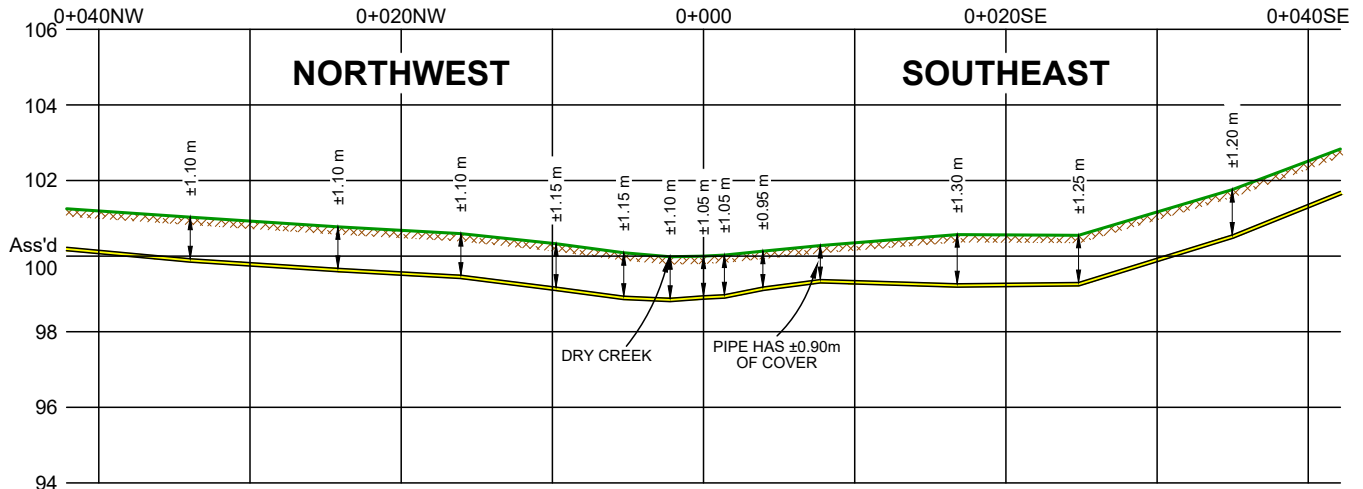 0+040NW 0+020NW 0+000 0+020SE 0+040SE
106
NORTHWEST SOUTHEAST
104
±1.10 m
±1.10 m
±1.10 m
±1.15 m
±1.15 m
±1.10 m
±1.05 m
±1.05 m
±0.95 m
±1.30 m
±1.25 m
±1.20 m
102
Ass'd
100
98
DRY CREEK
PIPE HAS ±0.90m
OF COVER
96
94